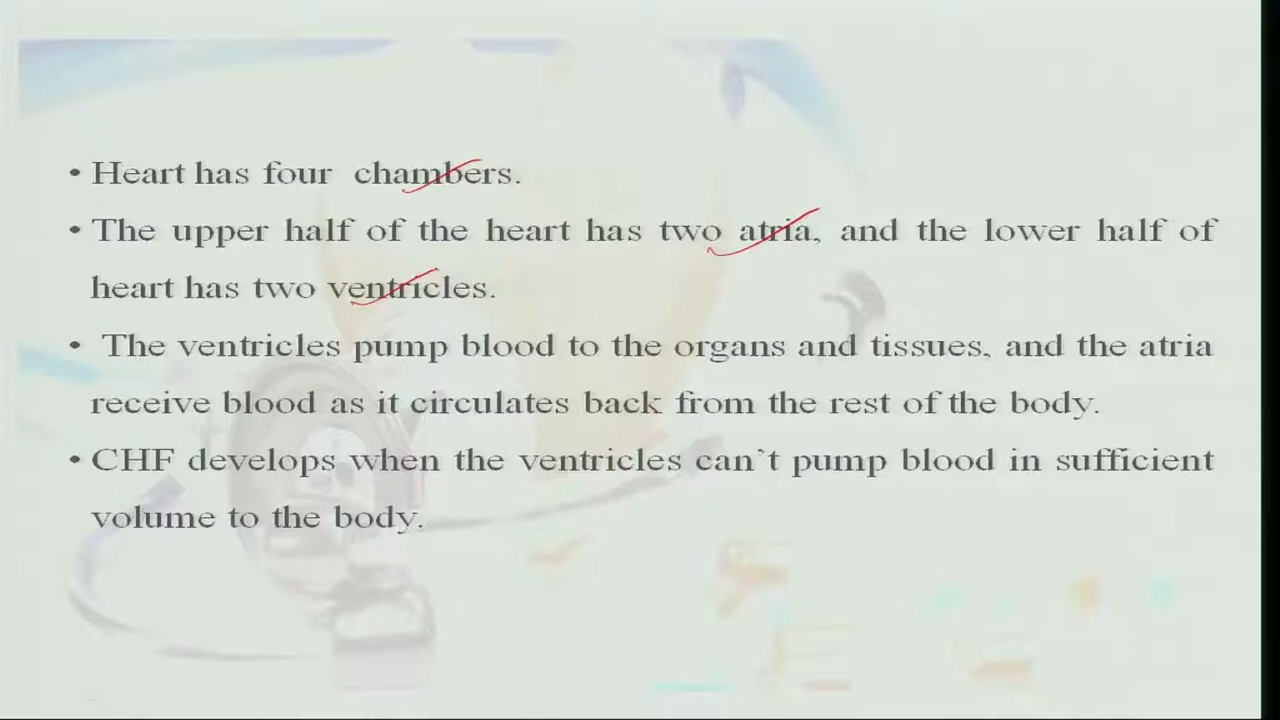 • Heart has four chambers.
• The upper half of the heart has two atria, and the lower half of
heart has two ventricles.
• The ventricles pump blood to the organs and tissues, and the atria
receive blood as it circulates back from the rest of the body.
• CHF develops when the ventricles can't pump blood in sufficient
volume to the body.